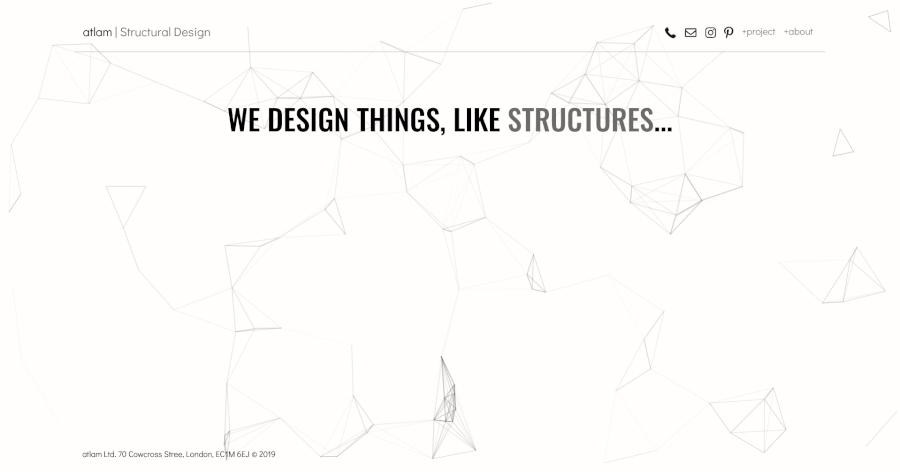 atlam | Structural Design
+project +about
WE DESIGN THINGS, LIKE STRUCTURES...
atlam Ltd. 70 Cowcross Stree, London, EC1M 6EJ © 2019